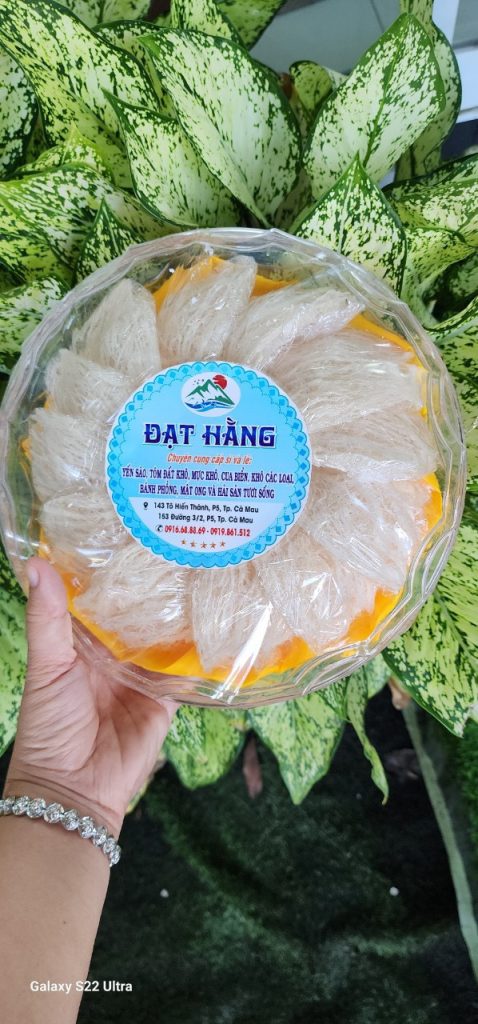 ĐẠT HẰNG
Chuyên cung cấp sỉ và lẻ:
YẾN SÀO, TÔM ĐẤT KHÔ, MỰC KHÔ, CUA BIỂN, KHÔ CÁC LOẠI,
BÁNH PHỒNG, MẬT ONG VÀ HẢI SẢN TƯƠI SỐNG
143 Tô Hiến Thành, P5, Tp. Cà Mau
153 Đường 3/2, P5, Tp. Cà Mau
0916.68.88.69 - 0919.861.512
Galaxy S22 Ultra